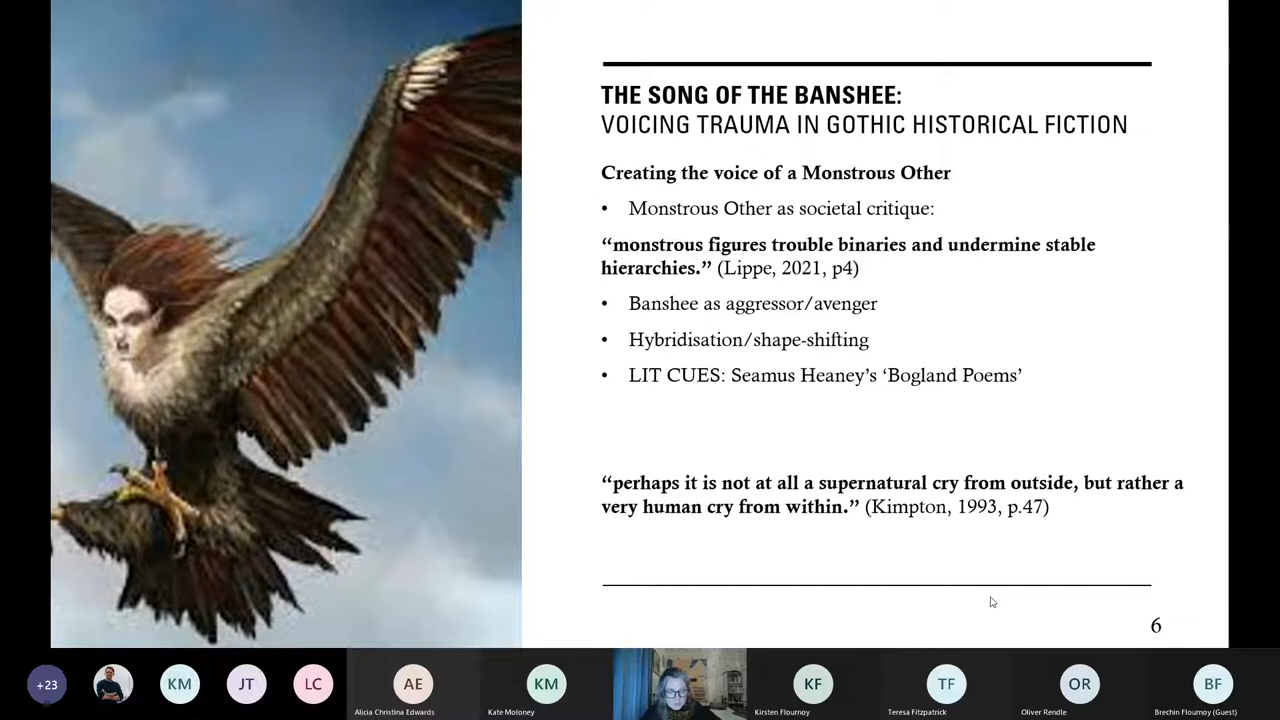 THE SONG OF THE BANSHEE:
VOICING TRAUMA IN GOTHIC HISTORICAL FICTION
Creating the voice of a Monstrous Other
• Monstrous Other as societal critique:
“monstrous figures trouble binaries and undermine stable
hierarchies.” (Lippe, 2021, p4)
• Banshee as aggressor/avenger
• Hybridisation/shape-shifting
• LIT CUES: Seamus Heaney’s ‘Bogland Poems’
“perhaps it is not at all a supernatural cry from outside, but rather a
very human cry from within.” (Kimpton, 1993, p.47)
6
+23
KM
JT
LC
AE
KM
KF
TF
OR
BF
Alicia Christina Edwards
Kate Moloney
Kirsten Flournoy
Teresa Fitzpatrick
Oliver Rendle
Brechin Flournoy (Guest)